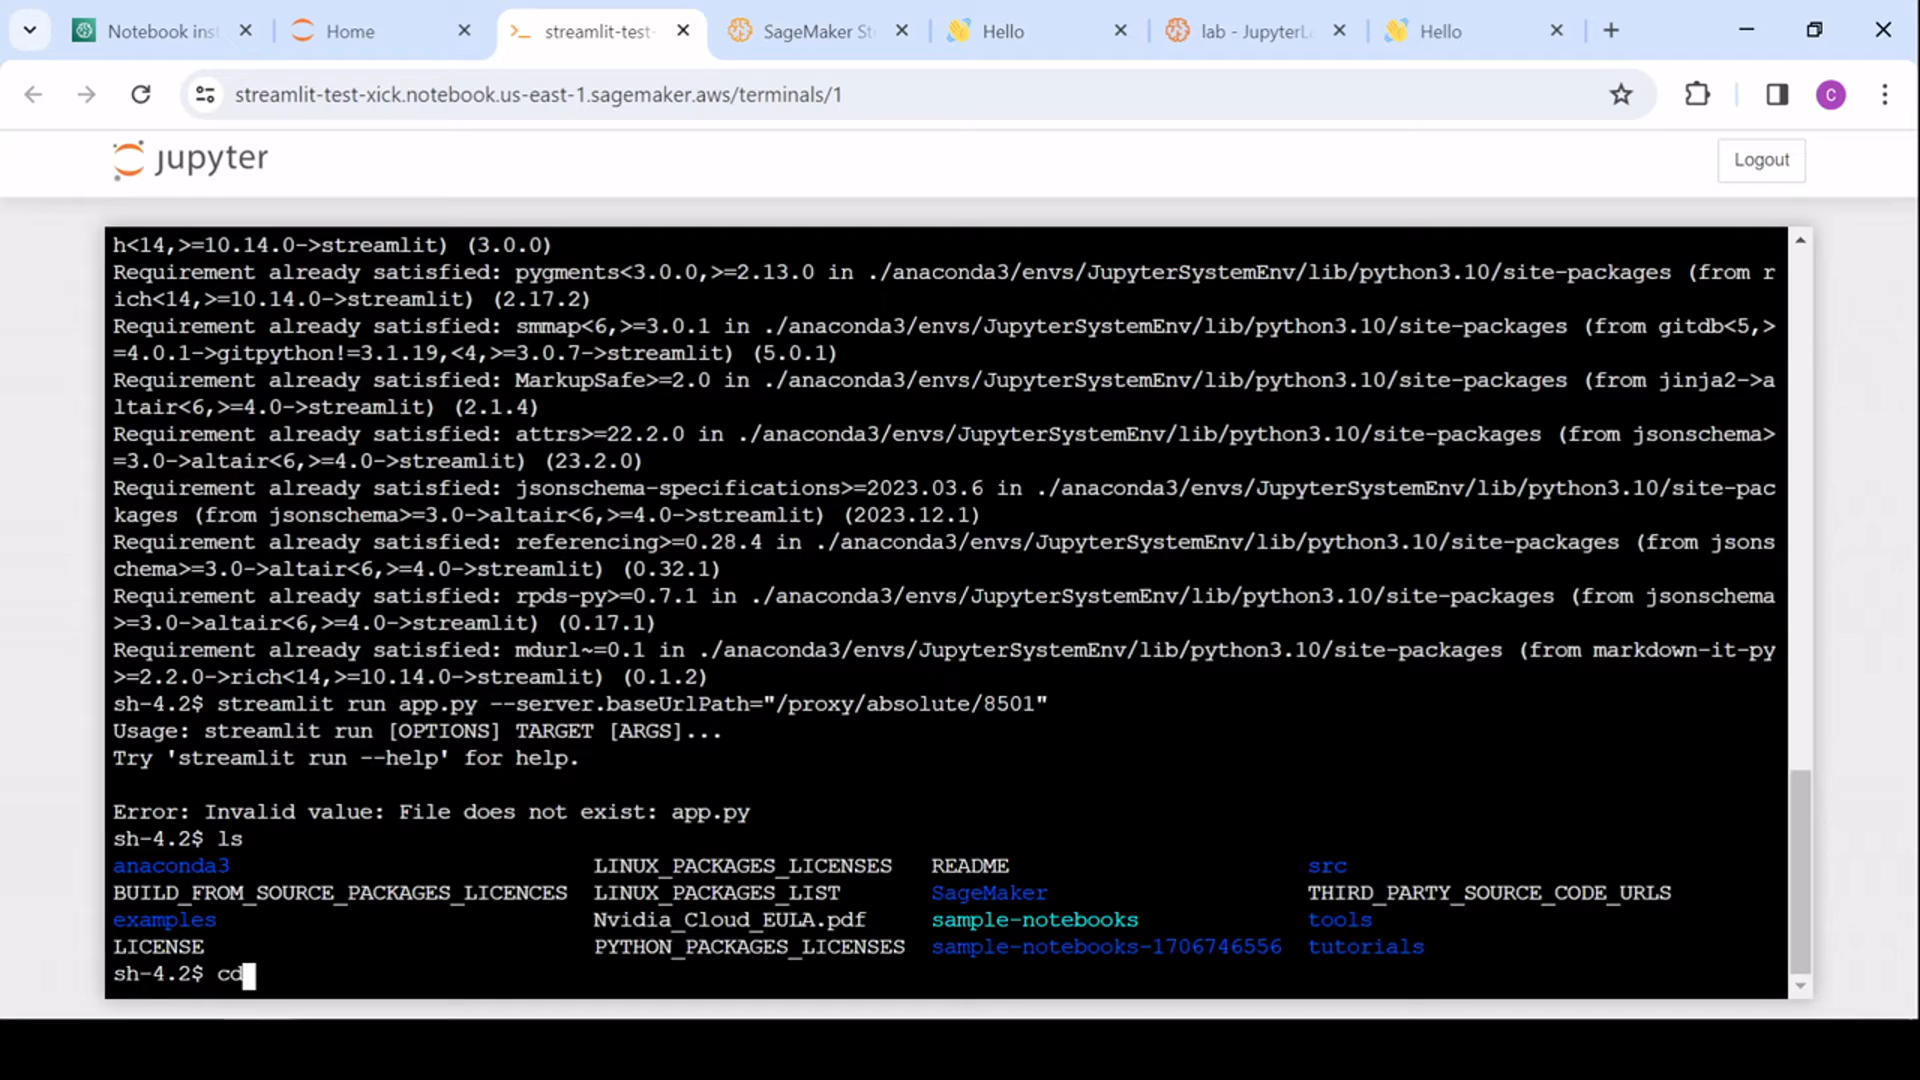 Notebook ins
Home
streamlit-test-
SageMaker St
Hello
lab - JupyterL
Hello
streamlit-test-xick.notebook.us-east-1.sagemaker.aws/terminals/1
C
jupyter
Logout
h<14,>=10.14.0->streamlit) (3.0.0)
Requirement already satisfied: pygments<3.0.0,>=2.13.0 in ./anaconda3/envs/JupyterSystemEnv/lib/python3.10/site-packages (from r
ich<14,>=10.14.0->streamlit) (2.17.2)
Requirement already satisfied: smmap<6,>=3.0.1 in ./anaconda3/envs/JupyterSystemEnv/lib/python3.10/site-packages (from gitdb<5,>
=4.0.1->gitpython!=3.1.19,<4,>=3.0.7->streamlit) (5.0.1)
Requirement already satisfied: MarkupSafe>=2.0 in ./anaconda3/envs/JupyterSystemEnv/lib/python3.10/site-packages (from jinja2->a
ltair<6,>=4.0->streamlit) (2.1.4)
Requirement already satisfied: attrs>=22.2.0 in ./anaconda3/envs/JupyterSystemEnv/lib/python3.10/site-packages (from jsonschema>
=3.0->altair<6,>=4.0->streamlit) (23.2.0)
Requirement already satisfied: jsonschema-specifications>=2023.03.6 in ./anaconda3/envs/JupyterSystemEnv/lib/python3.10/site-pac
kages (from jsonschema>=3.0->altair<6,>=4.0->streamlit) (2023.12.1)
Requirement already satisfied: referencing>=0.28.4 in ./anaconda3/envs/JupyterSystemEnv/lib/python3.10/site-packages (from jsons
chema>=3.0->altair<6,>=4.0->streamlit) (0.32.1)
Requirement already satisfied: rpds-py>=0.7.1 in ./anaconda3/envs/JupyterSystemEnv/lib/python3.10/site-packages (from jsonschema
>=3.0->altair<6,>=4.0->streamlit) (0.17.1)
Requirement already satisfied: mdurl~=0.1 in ./anaconda3/envs/JupyterSystemEnv/lib/python3.10/site-packages (from markdown-it-py
>=2.2.0->rich<14,>=10.14.0->streamlit) (0.1.2)
sh-4.2$ streamlit run app.py --server.baseUrlPath="/proxy/absolute/8501"
Usage: streamlit run [OPTIONS] TARGET [ARGS]...
Try 'streamlit run --help' for help.
Error: Invalid value: File does not exist: app.py
sh-4.2$ ls
anaconda3 LINUX_PACKAGES_LICENSES README src
BUILD_FROM_SOURCE_PACKAGES_LICENCES LINUX_PACKAGES_LIST SageMaker THIRD_PARTY_SOURCE_CODE_URLS
examples Nvidia_Cloud_EULA.pdf sample-notebooks tools
LICENSE PYTHON_PACKAGES_LICENSES sample-notebooks-1706746556 tutorials
sh-4.2$ cd